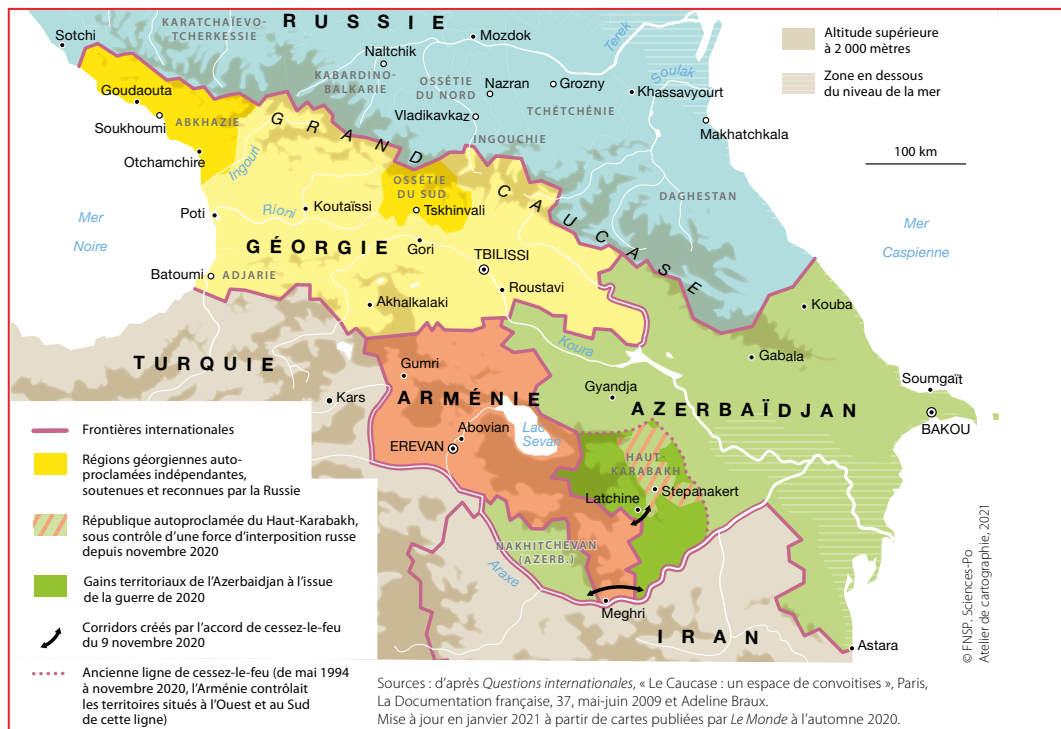 RUSSIE
KARATCHAÏEVO-
TCHERKESSIE
Sotchi
Mozdok
Terek
Naltchik
KABARDINO-
BALKARIE
OSSÉTIE
DU NORD
Nazran
Grozny
Soulak
Khassavyourt
TCHÉTCHÉNIE
Goudaouta
Soukhoumi
ABKHAZIE
Vladikavkaz
INGOUCHIE
Makhatchkala
Otchamchire
GRAND CAUCASE
Ingouri
OSSÉTIE
DU SUD
Tskhinvali
DAGHESTAN
Mer
Noire
Poti
Rioni
Koutaïssi
GÉORGIE
Gori
TBILISSI
Mer
Caspienne
Batoumi
ADJARIE
Akhalkalaki
Roustavi
Kouba
TURQUIE
Koura
Gabala
Gumri
Kars
ARMÉNIE
Gyandja
AZERBAÏDJAN
Soumgaït
BAKOU
Abovian
EREVAN
Lac
Sevan
HAUT-
KARABAKH
Stepanakert
Latchine
NAKHITCHEVAN
(AZERB.)
Araxe
Meghri
IRAN
Astara
Altitude supérieure
à 2 000 mètres
Zone en dessous
du niveau de la mer
100 km
Frontières internationales
Régions géorgiennes auto-
proclamées indépendantes,
soutenues et reconnues par la Russie
République autoproclamée du Haut-Karabakh,
sous contrôle d'une force d'interposition russe
depuis novembre 2020
Gains territoriaux de l'Azerbaidjan à l'issue
de la guerre de 2020
Corridors créés par l'accord de cessez-le-feu
du 9 novembre 2020
Ancienne ligne de cessez-le-feu (de mai 1994
à novembre 2020, l'Arménie contrôlait
les territoires situés à l'Ouest et au Sud
de cette ligne)
Sources : d'après Questions internationales, « Le Caucase : un espace de convoitises », Paris,
La Documentation française, 37, mai-juin 2009 et Adeline Braux.
Mise à jour en janvier 2021 à partir de cartes publiées par Le Monde à l'automne 2020.
© FNSP. Sciences-Po
Atelier de cartographie, 2021